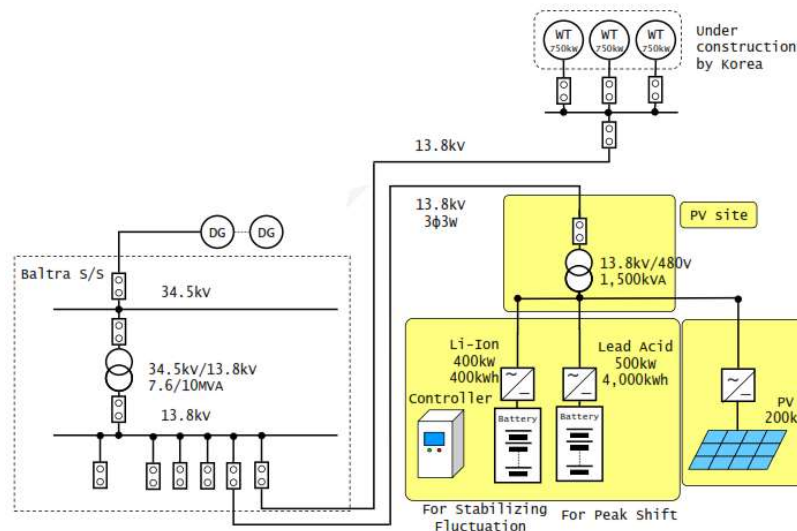 WT
750kW
WT
750kW
WT
750kW
Under
construction
by Korea
13.8kV
13.8kV
3φ3W
PV site
DG
DG
Baltra S/S
34.5kV
13.8kV/480V
1,500kVA
34.5kV/13.8kV
7.6/10MVA
13.8kV
Li-Ion
400kW
400kWh
Lead Acid
500kW
4,000kWh
Controller
Battery
Battery
PV
200k
For Stabilizing
Fluctuation
For Peak Shift